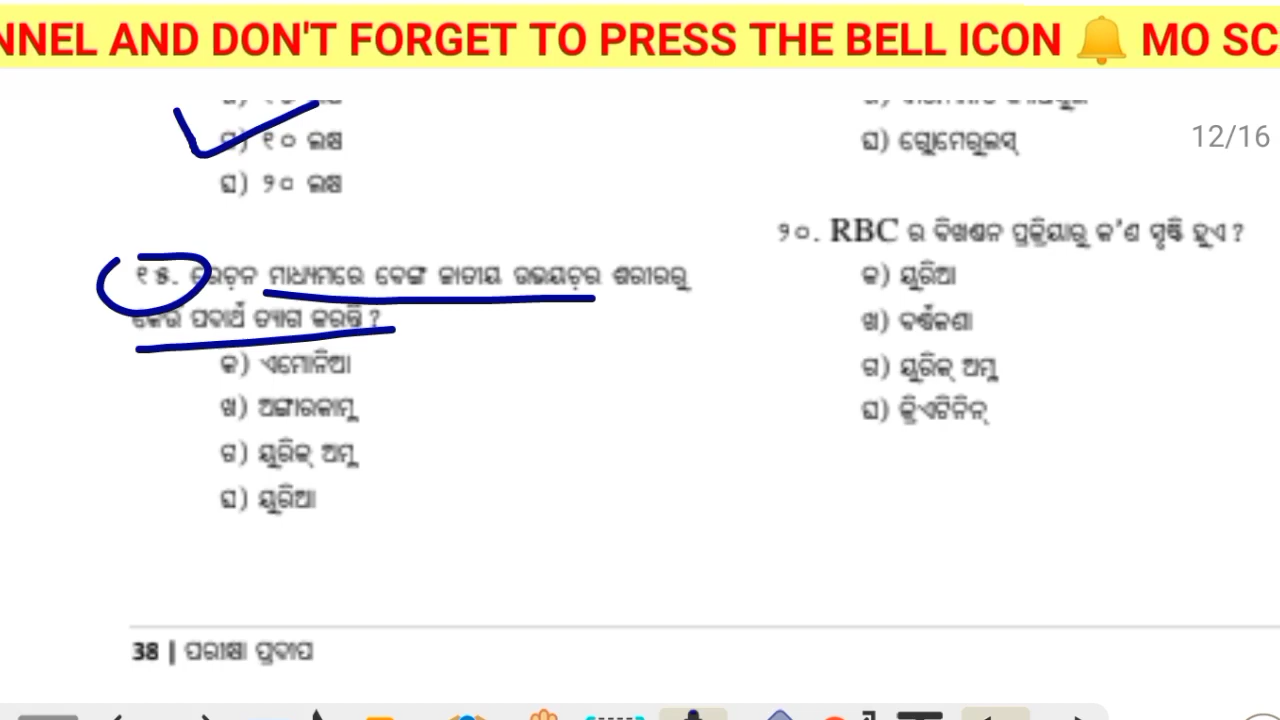 NNEL AND DON'T FORGET TO PRESS THE BELL ICON 🔔 MO SC
୧୦ ଲକ୍ଷ
ଘ) ୨୦ ଲକ୍ଷ
୧୫. ରେଚନ ମାଧ୍ୟମରେ ବେଙ୍ଗ ଜାତୀୟ ଉଭୟଚର ଶରୀରରୁ
କେଉଁ ପଦାର୍ଥ ତ୍ୟାଗ କରନ୍ତି ?
କ) ଏମୋନିଆ
ଖ) ଅଙ୍ଗାରକାମ୍ଳ
ଗ) ୟୁରିକ୍ ଅମ୍ଳ
ଘ) ୟୁରିଆ
38 | ପରୀକ୍ଷା ପ୍ରଦୀପ
ଘ) ଗ୍ଲୋମେରୁଲସ୍
12/16
୨୦. RBC ର ବିଖଣ୍ଡନ ପ୍ରକ୍ରିୟାରୁ କ'ଣ ସୃଷ୍ଟି ହୁଏ ?
କ) ୟୁରିଆ
ଖ) ବର୍ଣ୍ଣକଣା
ଗ) ୟୁରିକ୍ ଅମ୍ଳ
ଘ) କ୍ରିଏଟିନିନ୍